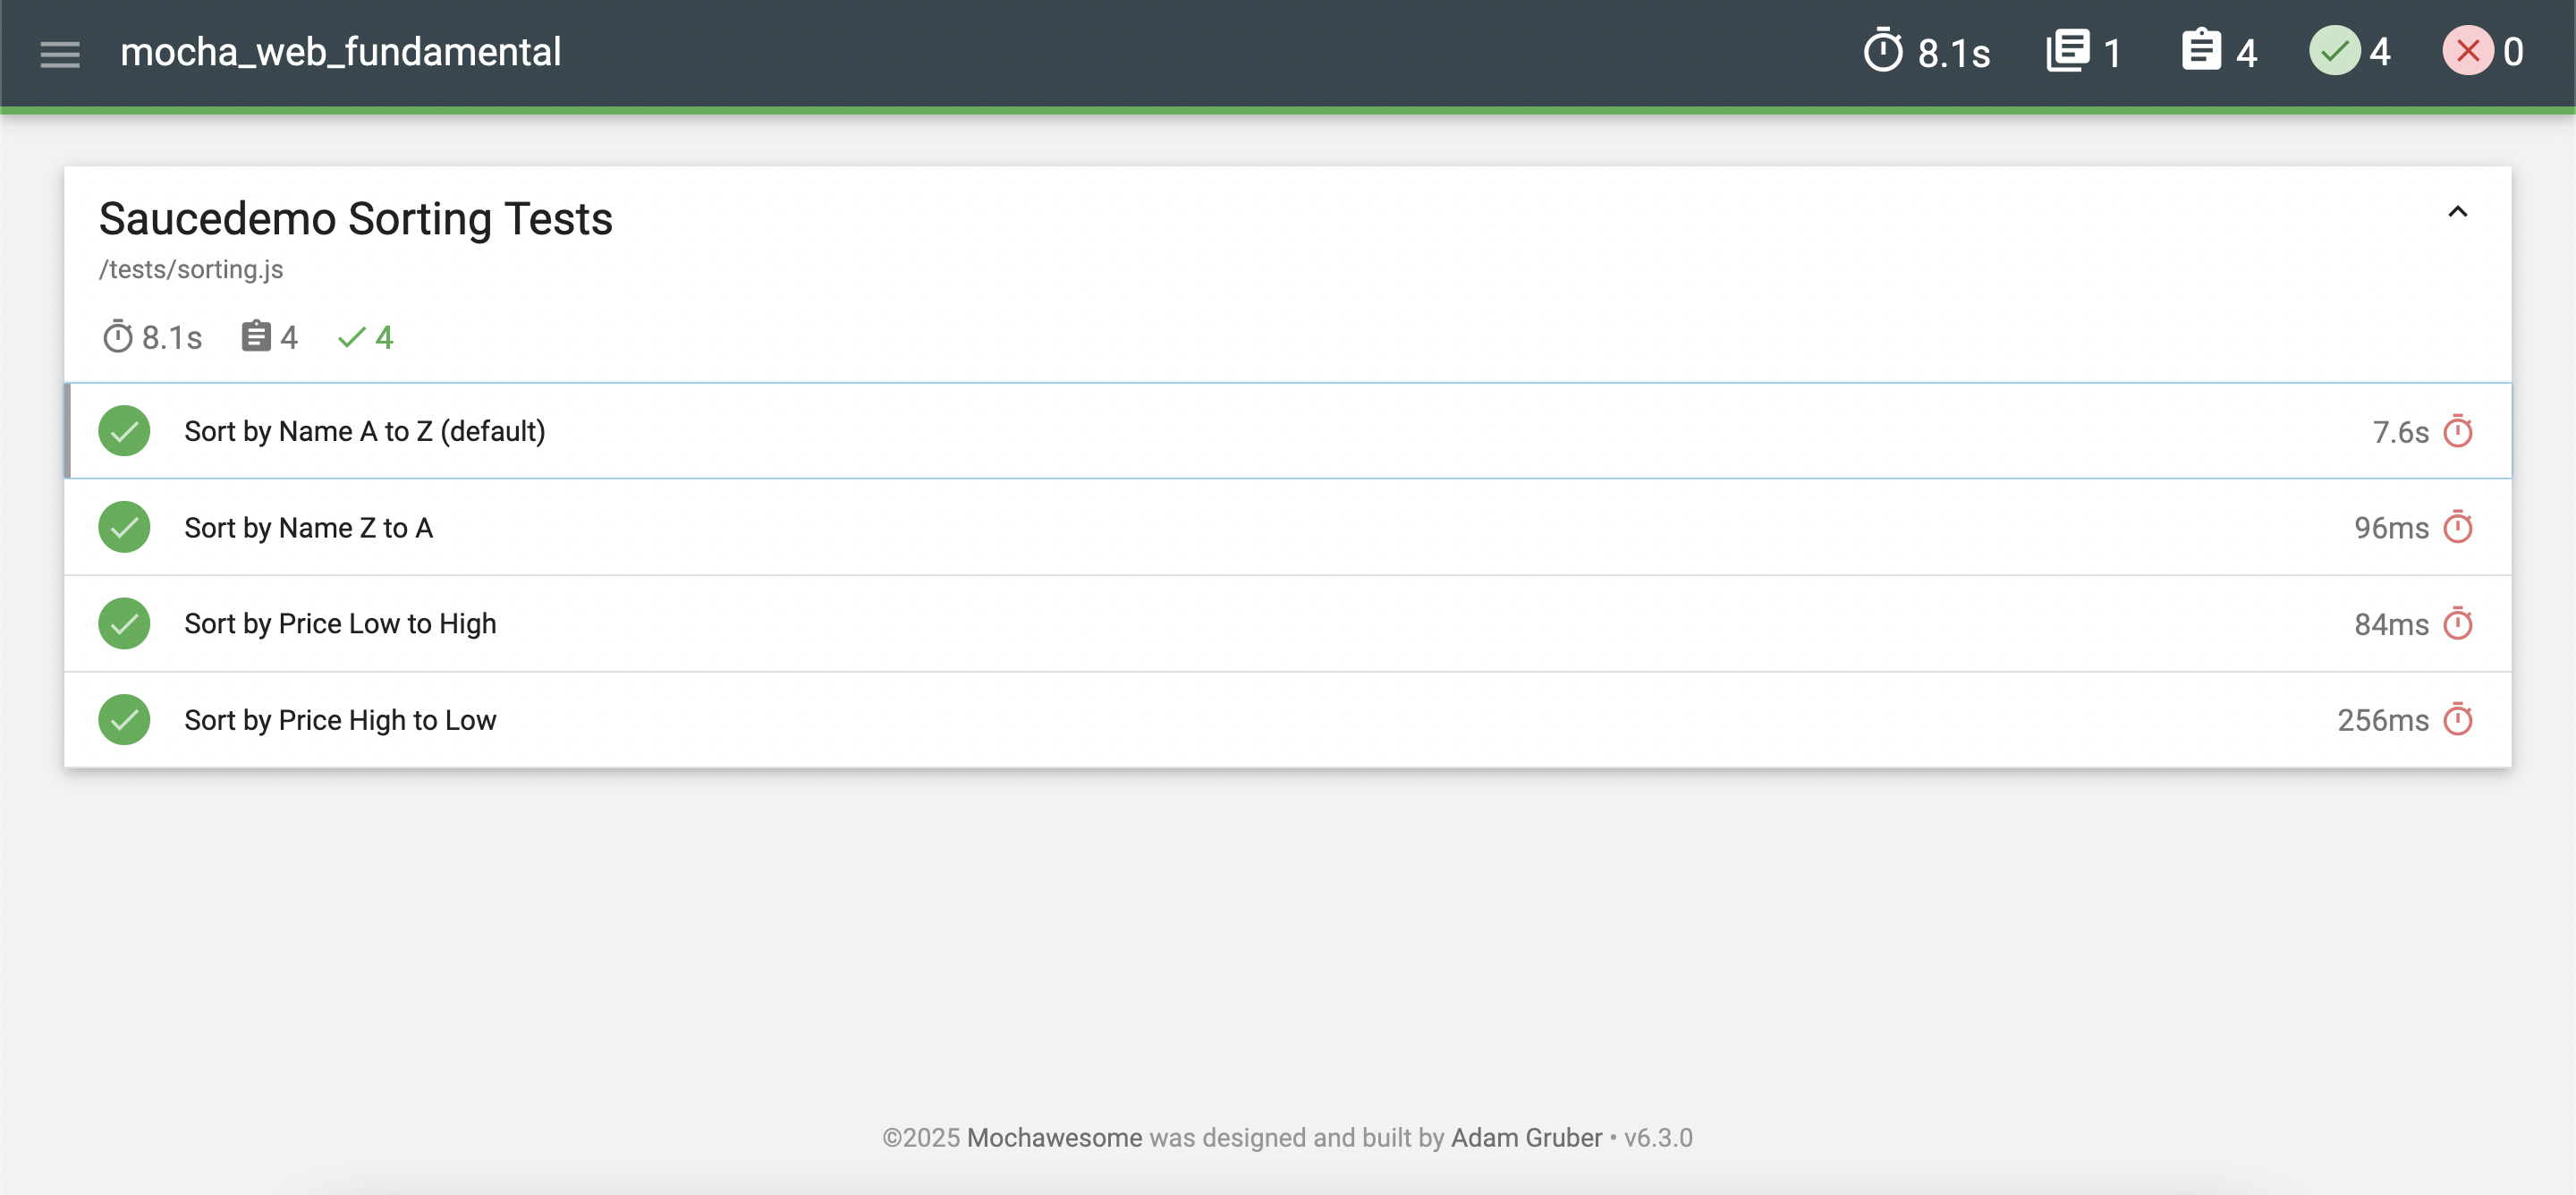 mocha_web_fundamental 8.1s 1 4 4 0
Saucedemo Sorting Tests
/tests/sorting.js
8.1s 4 4
Sort by Name A to Z (default) 7.6s
Sort by Name Z to A 96ms
Sort by Price Low to High 84ms
Sort by Price High to Low 256ms
©2025 Mochawesome was designed and built by Adam Gruber • v6.3.0